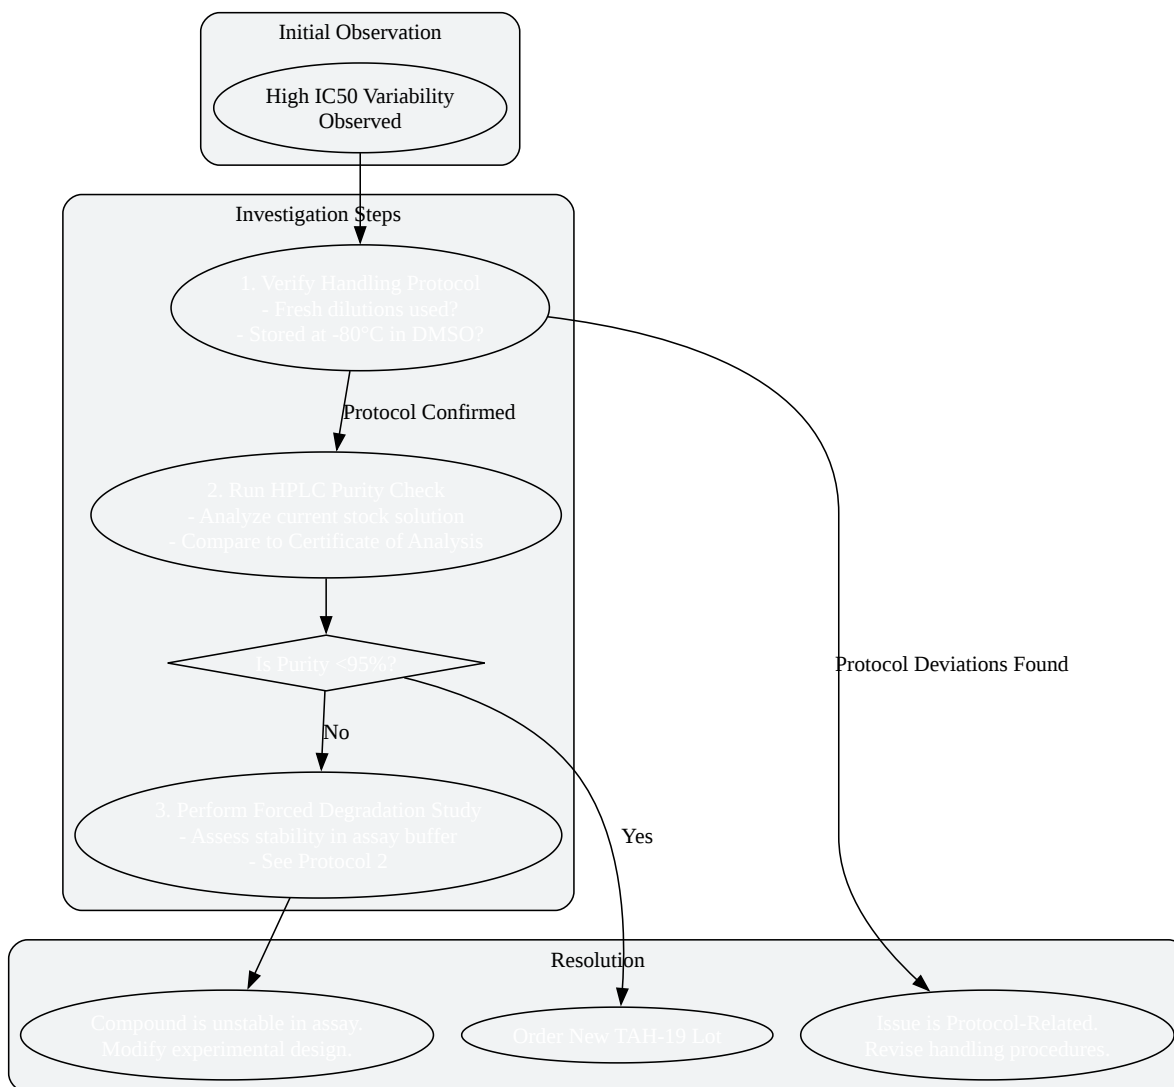 Initial Observation
High IC50 Variability
Observed
Investigation Steps
1. Verify Handling Protocol
- Fresh dilutions used?
- Stored at -80°C in DMSO?
Protocol Confirmed
2. Run HPLC Purity Check
- Analyze current stock solution
- Compare to Certificate of Analysis
Is Purity <95%?
Protocol Deviations Found
No
3. Perform Forced Degradation Study
- Assess stability in assay buffer
- See Protocol 2
Yes
Resolution
Compound is unstable in assay.
Modify experimental design.
Order New TAH-19 Lot
Issue is Protocol-Related.
Revise handling procedures.